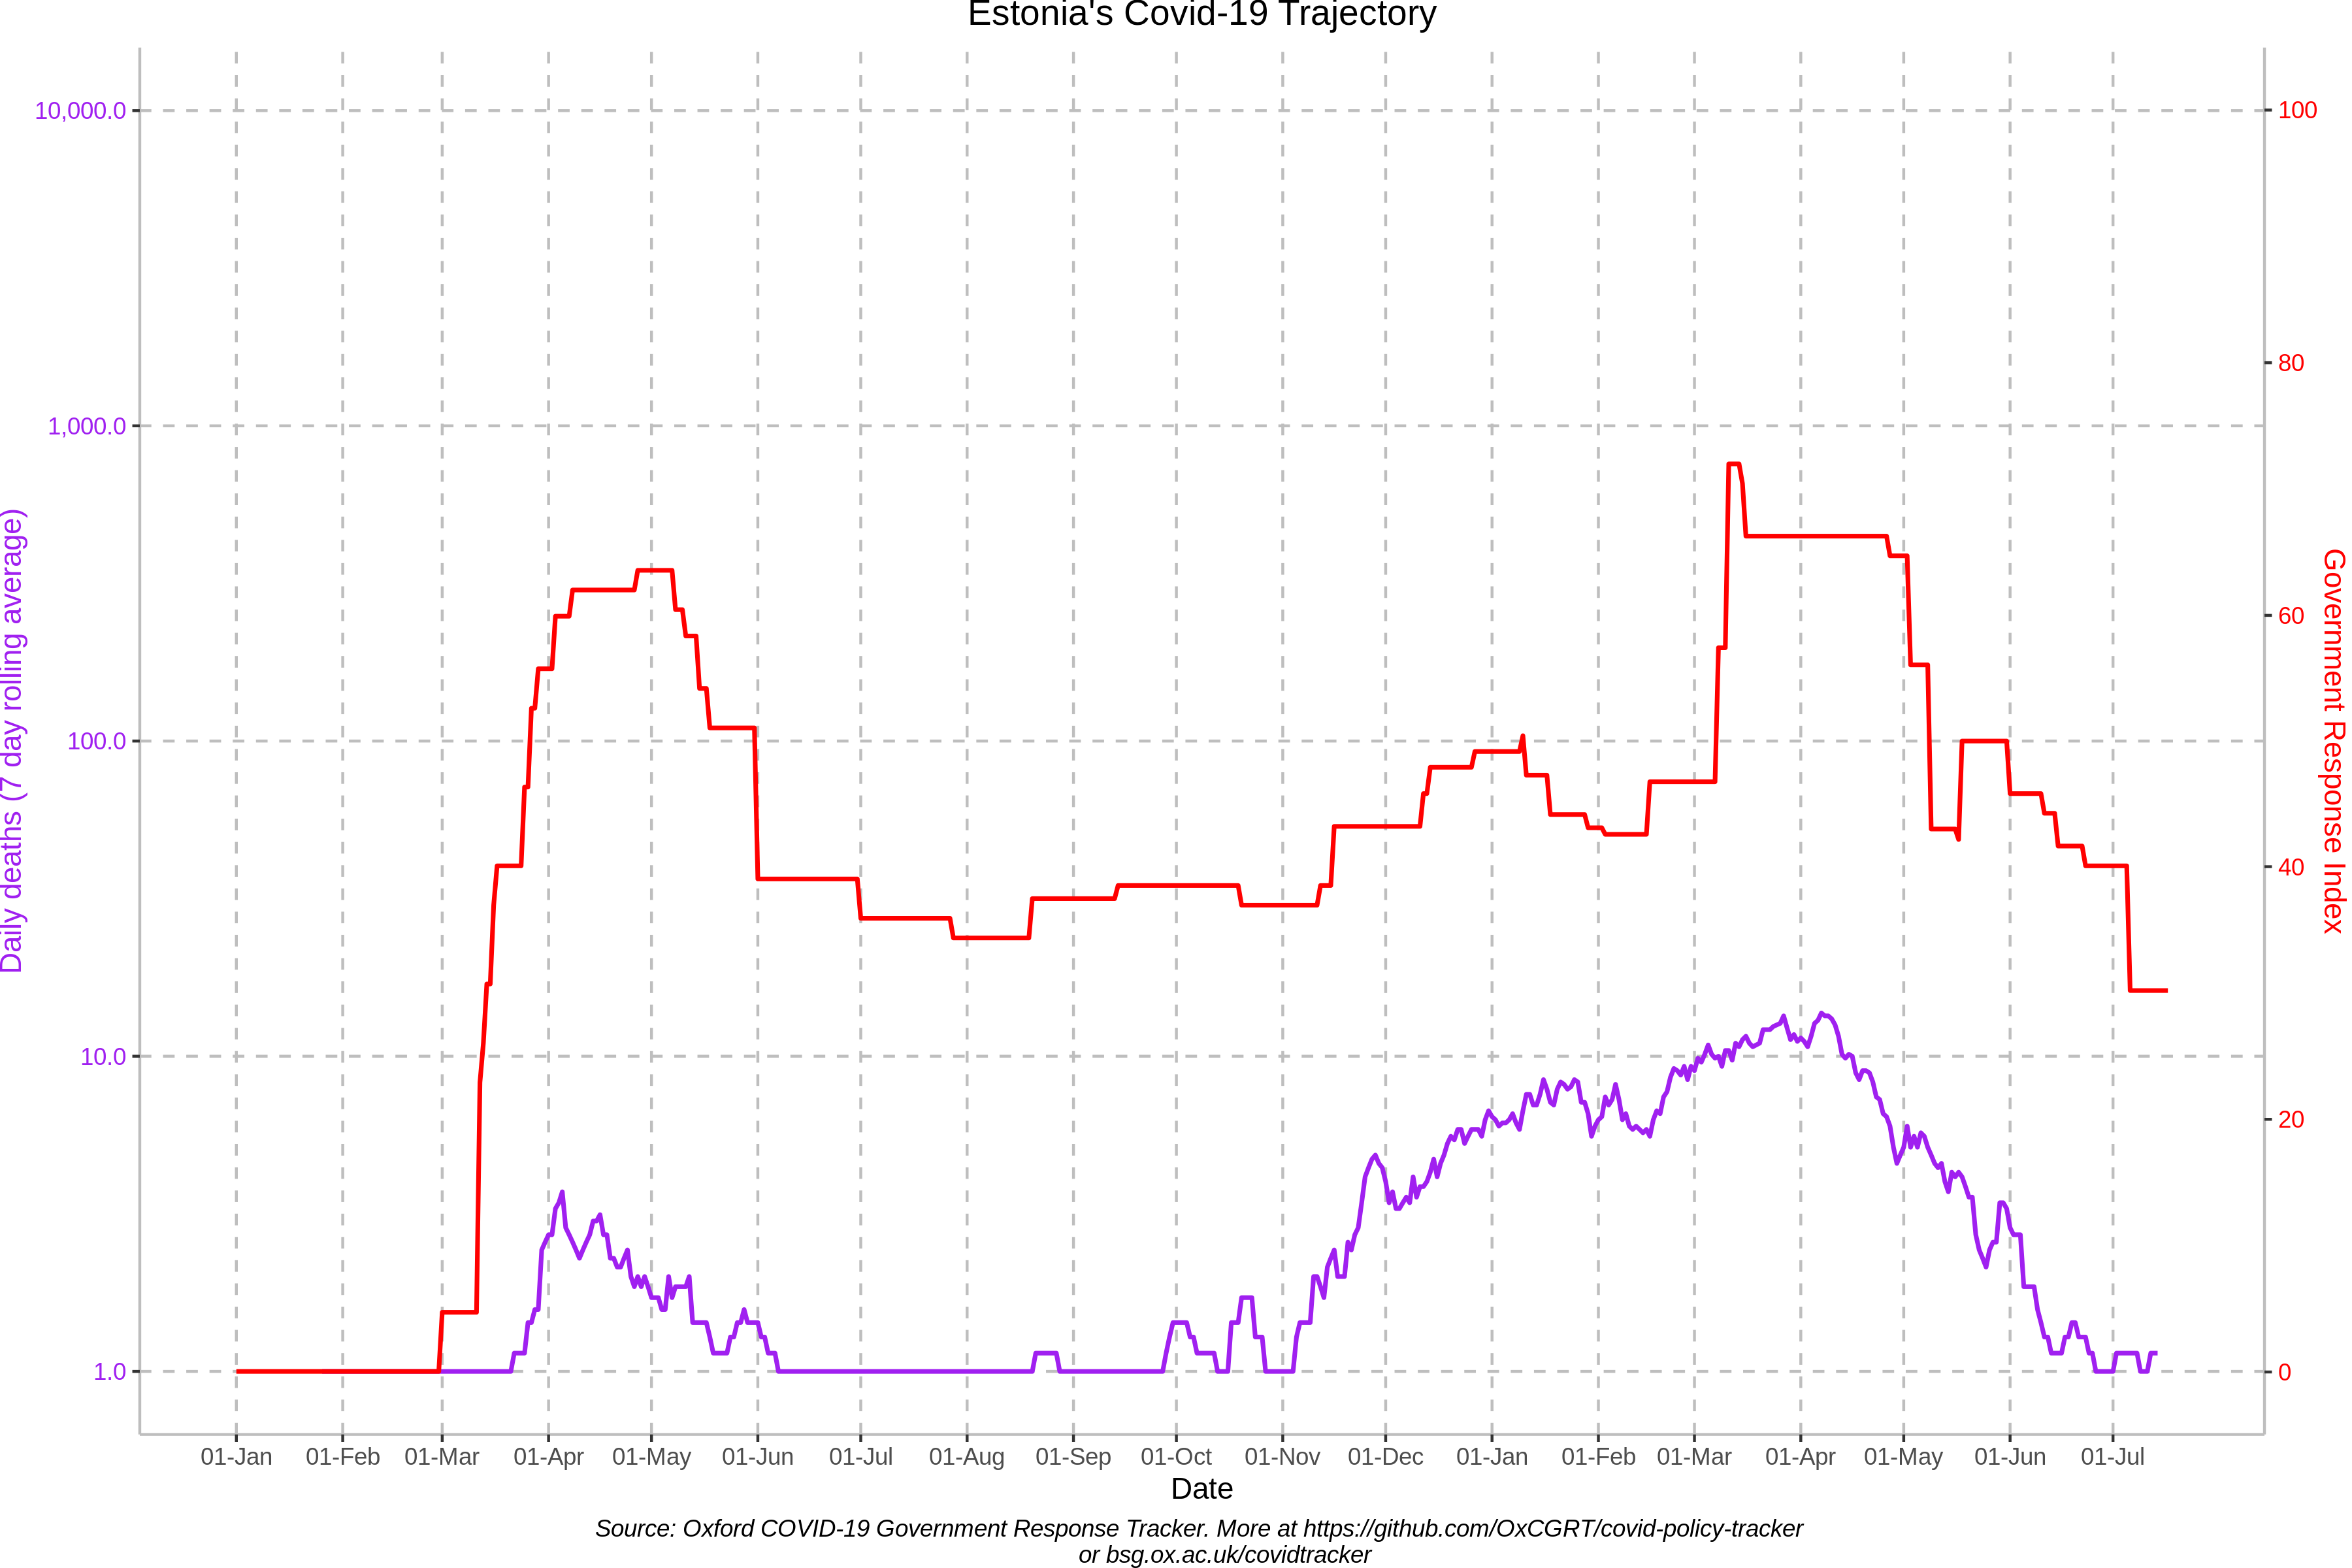 Estonia's Covid-19 Trajectory
10,000.0
1,000.0
100.0
10.0
1.0
Daily deaths (7 day rolling average)
100
80
60
40
20
0
Government Response Index
01-Jan 01-Feb 01-Mar 01-Apr 01-May 01-Jun 01-Jul 01-Aug 01-Sep 01-Oct 01-Nov 01-Dec 01-Jan 01-Feb 01-Mar 01-Apr 01-May 01-Jun 01-Jul
Date
Source: Oxford COVID-19 Government Response Tracker. More at https://github.com/OxCGRT/covid-policy-tracker
or bsg.ox.ac.uk/covidtracker